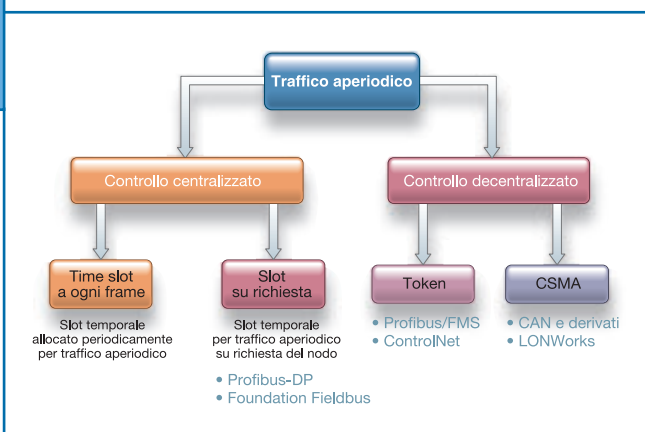 Traffico aperiodico
Controllo centralizzato
Controllo decentralizzato
Time slot
a ogni frame
Slot
su richiesta
Token
CSMA
Slot temporale
allocato periodicamente
per traffico aperiodico
Slot temporale
per traffico aperiodico
su richiesta del nodo
• Profibus-DP
• Foundation Fieldbus
• Profibus/FMS
• ControlNet
• CAN e derivati
• LONWorks